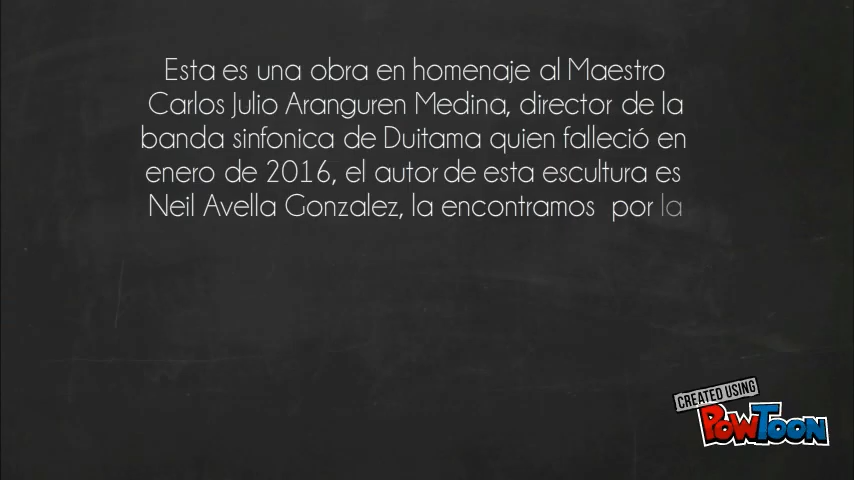 Esta es una obra en homenaje al Maestro
Carlos Julio Aranguren Medina, director de la
banda sinfonica de Duitama quien falleció en
enero de 2016, el autor de esta escultura es
Neil Avella Gonzalez, la encontramos por la
CREATED USING
POWTOON